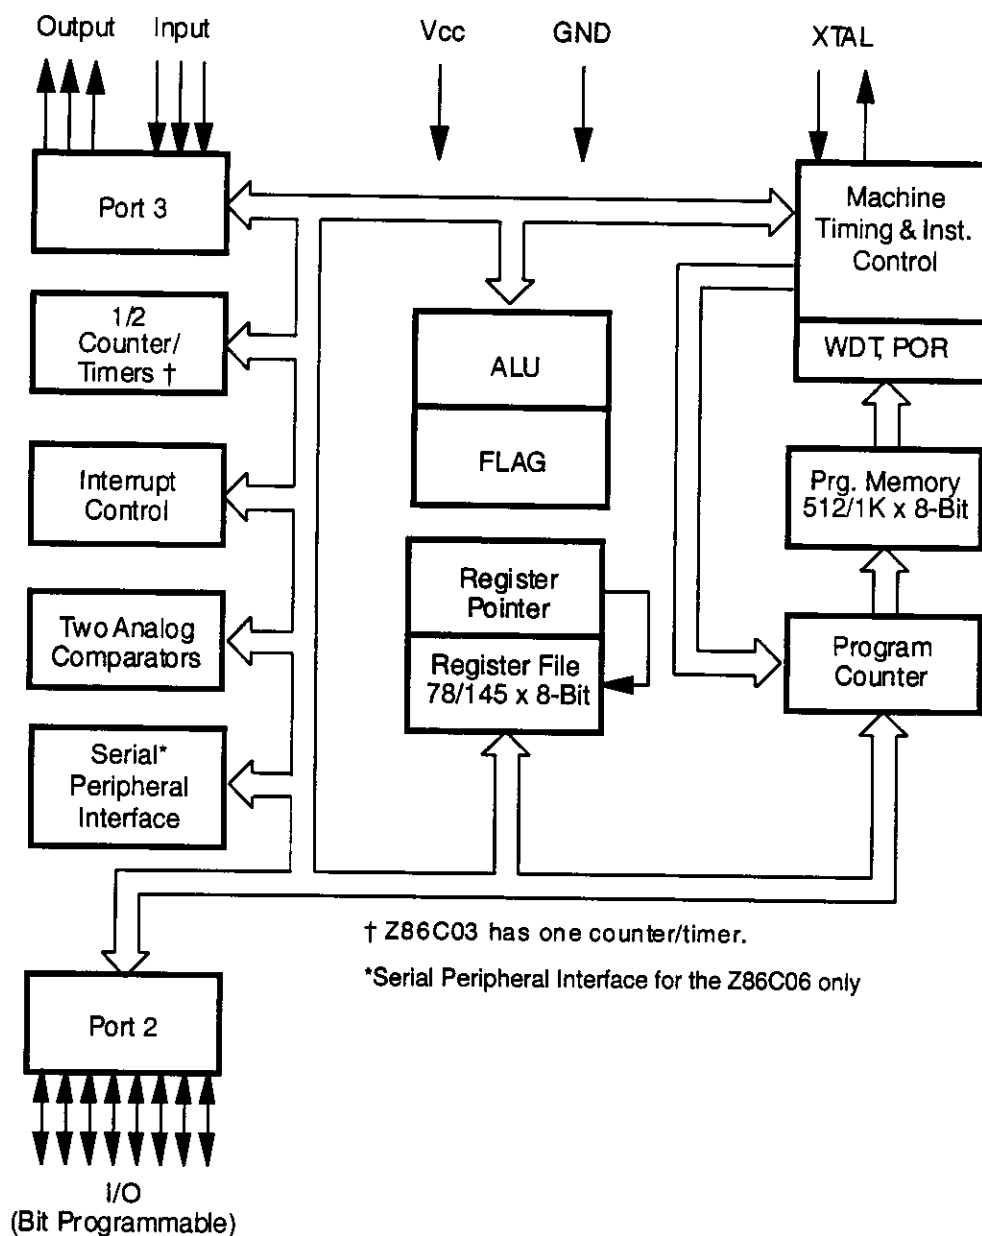 Output
Input
Vcc
GND
XTAL
Port 3
Machine
Timing & Inst.
Control
1/2
Counter/
Timers †
WDT, POR
ALU
FLAG
Interrupt
Control
Prg. Memory
512/1K x 8-Bit
Register
Pointer
Two Analog
Comparators
Register File
78/145 x 8-Bit
Program
Counter
Serial*
Peripheral
Interface
† Z86C03 has one counter/timer.
*Serial Peripheral Interface for the Z86C06 only
Port 2
I/O
(Bit Programmable)